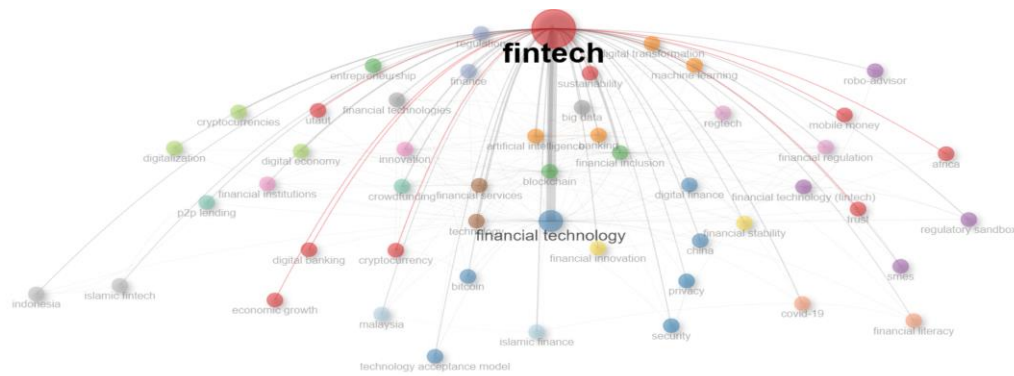 regulation
fintech
digital transformation
entrepreneurship
finance
sustainability
machine learning
robo-advisor
cryptocurrencies
utaut
financial technologies
big data
regtech
mobile money
digitalization
digital economy
innovation
artificial intelligence
banking
financial inclusion
financial regulation
africa
blockchain
financial institutions
crowdfunding
financial services
digital finance
financial technology (fintech)
p2p lending
technology
financial technology
financial stability
trust
regulatory sandbox
digital banking
cryptocurrency
financial innovation
china
bitcoin
privacy
smes
indonesia
islamic fintech
economic growth
malaysia
islamic finance
security
covid-19
financial literacy
technology acceptance model